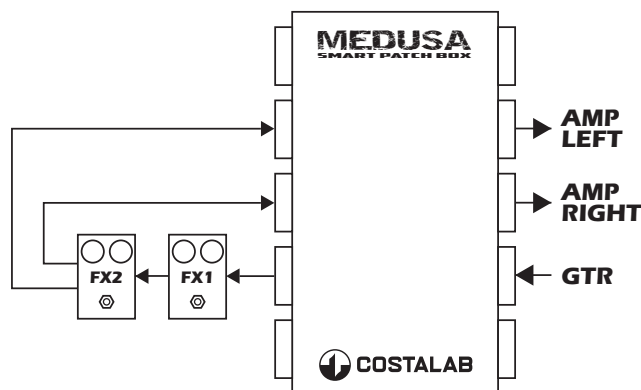 MEDUSA
SMART PATCH BOX
AMP
LEFT
AMP
RIGHT
FX2
FX1
GTR
COSTALAB